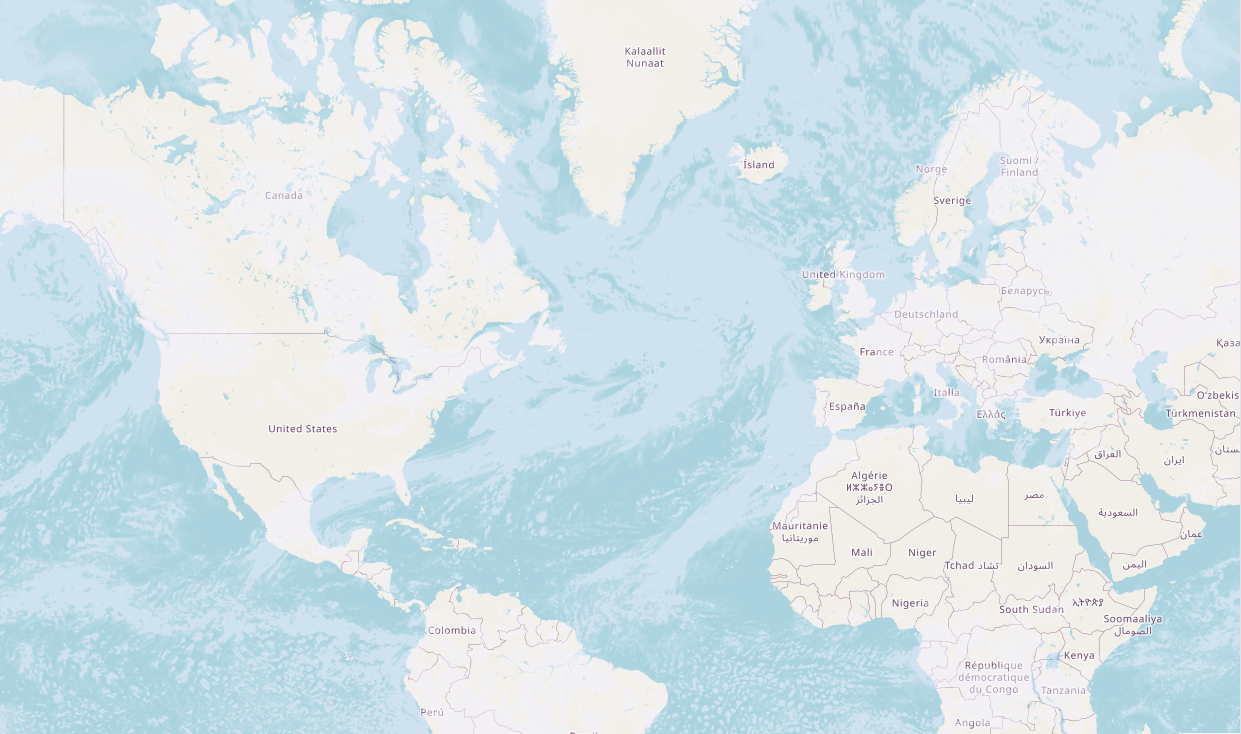 Kalaallit
Nunaat
Ísland
Norge
Suomi /
Finland
Sverige
Canada
United Kingdom
Беларусь
Deutschland
Україна
France
România
Қаза
Italia
O'zbekis
España
Ελλάς
Türkiye
Türkmenistan
United States
العراق
ایران
Algérie
ⵍⵣⵣⴰⵢⴻⵔ
الجزائر
ليبيا
مصر
السعودية
Mauritanie
موريتانيا
عمان
Mali
Niger
Tchad تشاد
السودان
اليمن
Nigeria
South Sudan
ኢትዮጵያ
Soomaaliya
الصومال
Colombia
Kenya
République
démocratique
du Congo
Tanzania
Perú
Angola